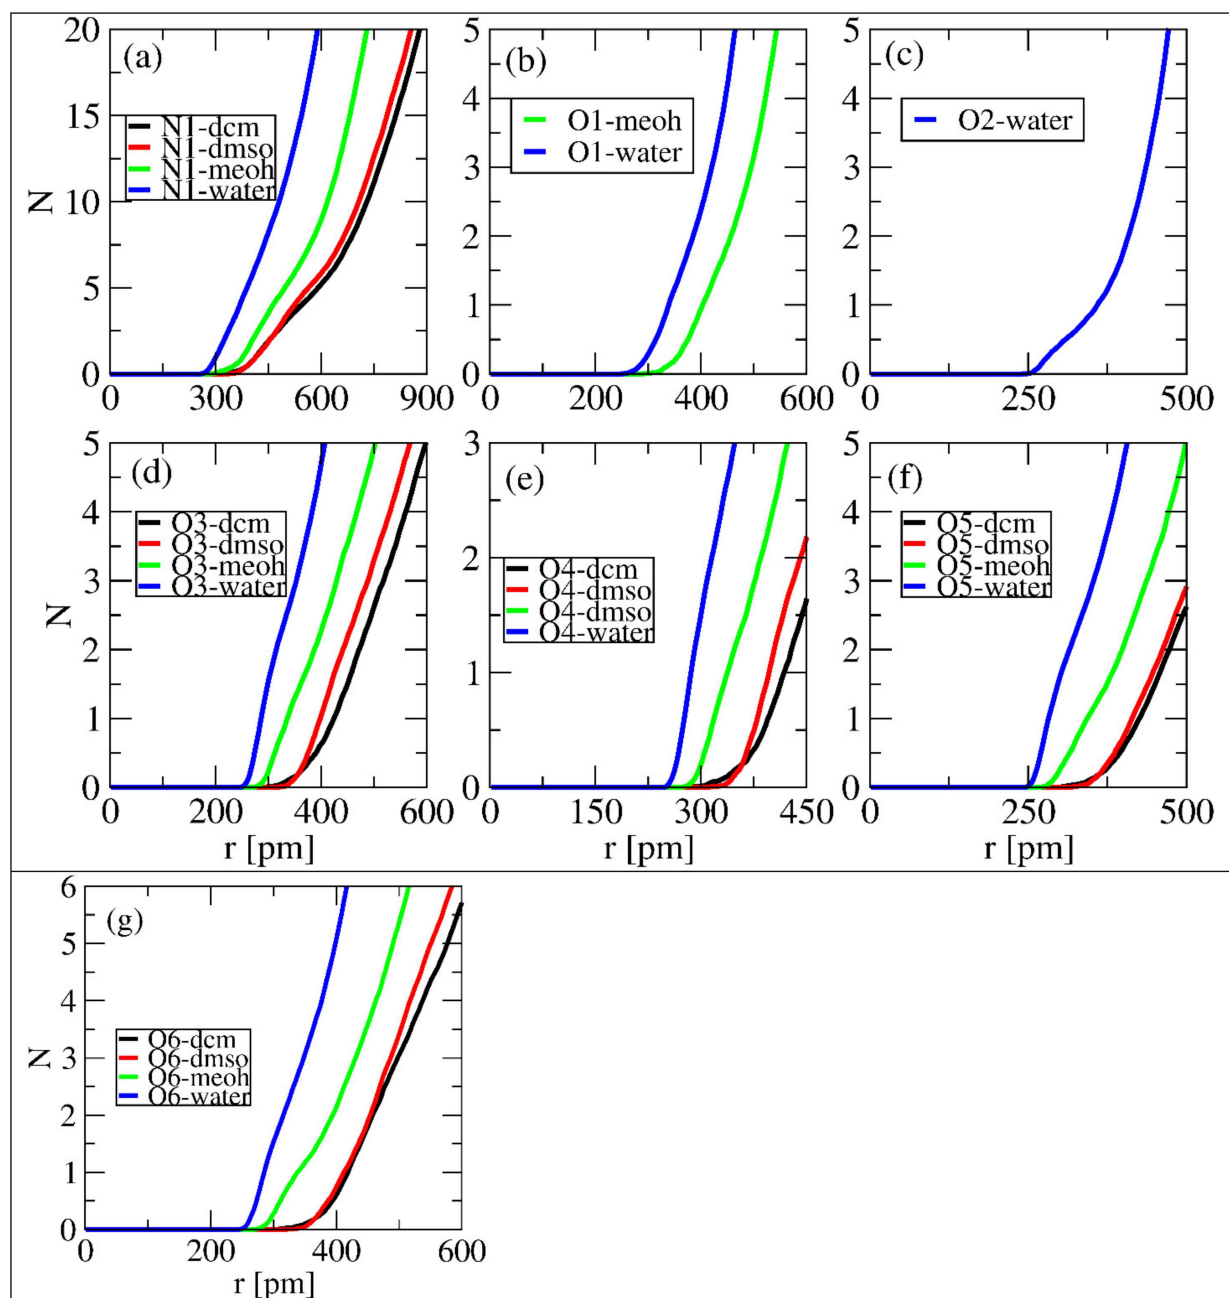 (a)
N
20
15
10
5
0
N1-dcm
N1-dmso
N1-meoh
N1-water
0 300 600 900
(b)
5
4
3
2
1
0
O1-meoh
O1-water
0 200 400 600
(c)
5
4
3
2
1
0
O2-water
0 250 500
(d)
N
5
4
3
2
1
0
O3-dcm
O3-dmso
O3-meoh
O3-water
0 200 400 600
r [pm]
(e)
3
2
1
0
O4-dcm
O4-dmso
O4-dmso
O4-water
0 150 300 450
r [pm]
(f)
5
4
3
2
1
0
O5-dcm
O5-dmso
O5-meoh
O5-water
0 250 500
r [pm]
(g)
N
6
5
4
3
2
1
0
O6-dcm
O6-dmso
O6-meoh
O6-water
0 200 400 600
r [pm]